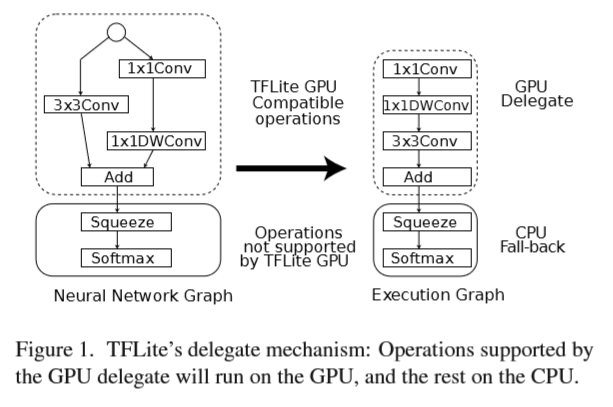 1x1Conv
3x3Conv
1x1DWConv
Add
Squeeze
Softmax
Neural Network Graph
TFLite GPU
Compatible
operations
Operations
not supported
by TFLite GPU
1x1Conv
1x1DWConv
3x3Conv
Add
Squeeze
Softmax
Execution Graph
GPU
Delegate
CPU
Fall-back
Figure 1. TFLite's delegate mechanism: Operations supported by
the GPU delegate will run on the GPU, and the rest on the CPU.